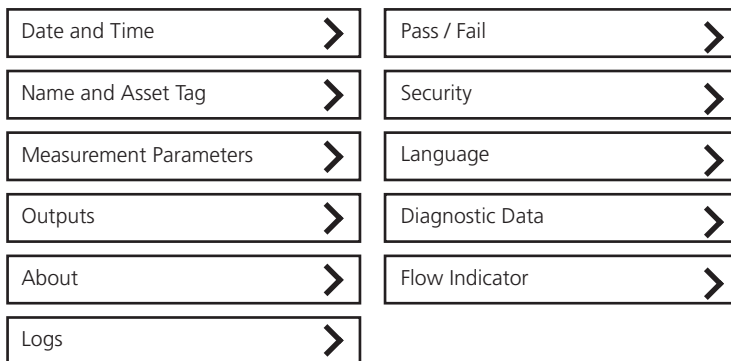 Date and Time
Name and Asset Tag
Measurement Parameters
Outputs
About
Logs
Pass / Fail
Security
Language
Diagnostic Data
Flow Indicator